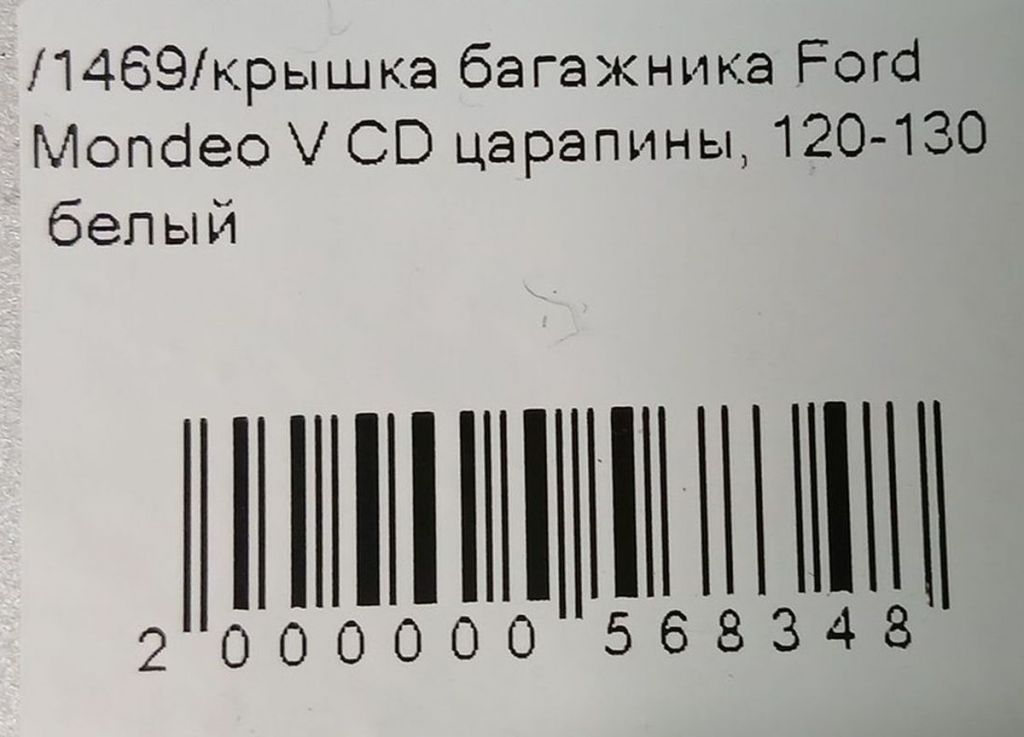 /1469/крышка багажника Ford
Mondeo V CD царапины, 120-130
белый
2 000000 568348